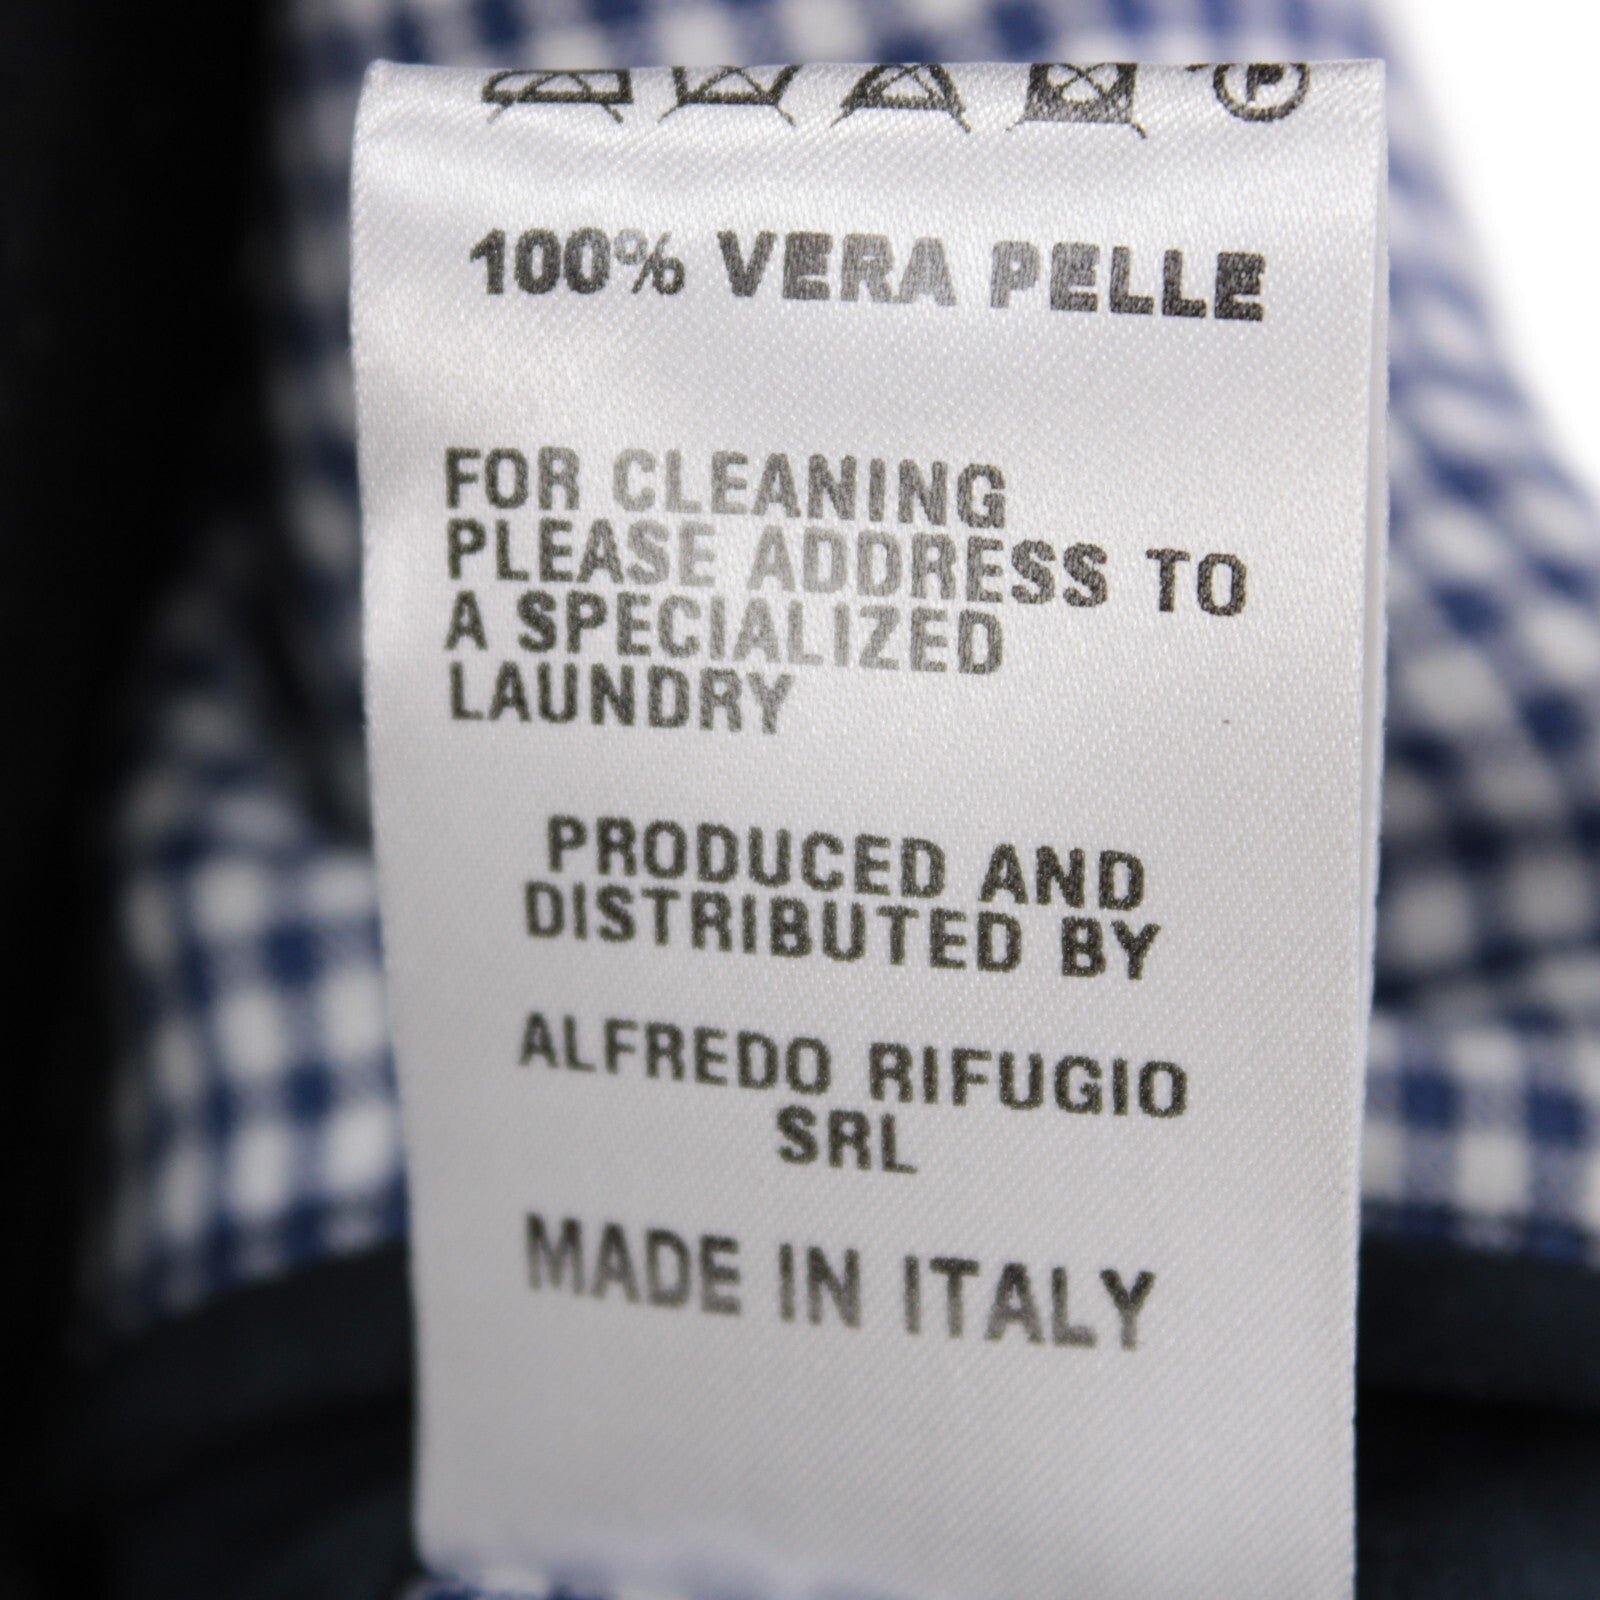 P
100% VERA PELLE
FOR CLEANING
PLEASE ADDRESS TO
A SPECIALIZED
LAUNDRY
PRODUCED AND
DISTRIBUTED BY
ALFREDO RIFUGIO
SRL
MADE IN ITALY